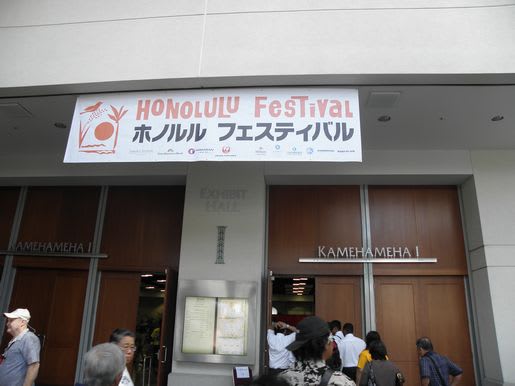 HONOLULU FESTIVAL
ホノルル フェスティバル
EXHIBIT
HALL
I
KAMEHAMEHA I
KAMEHAMEHA I